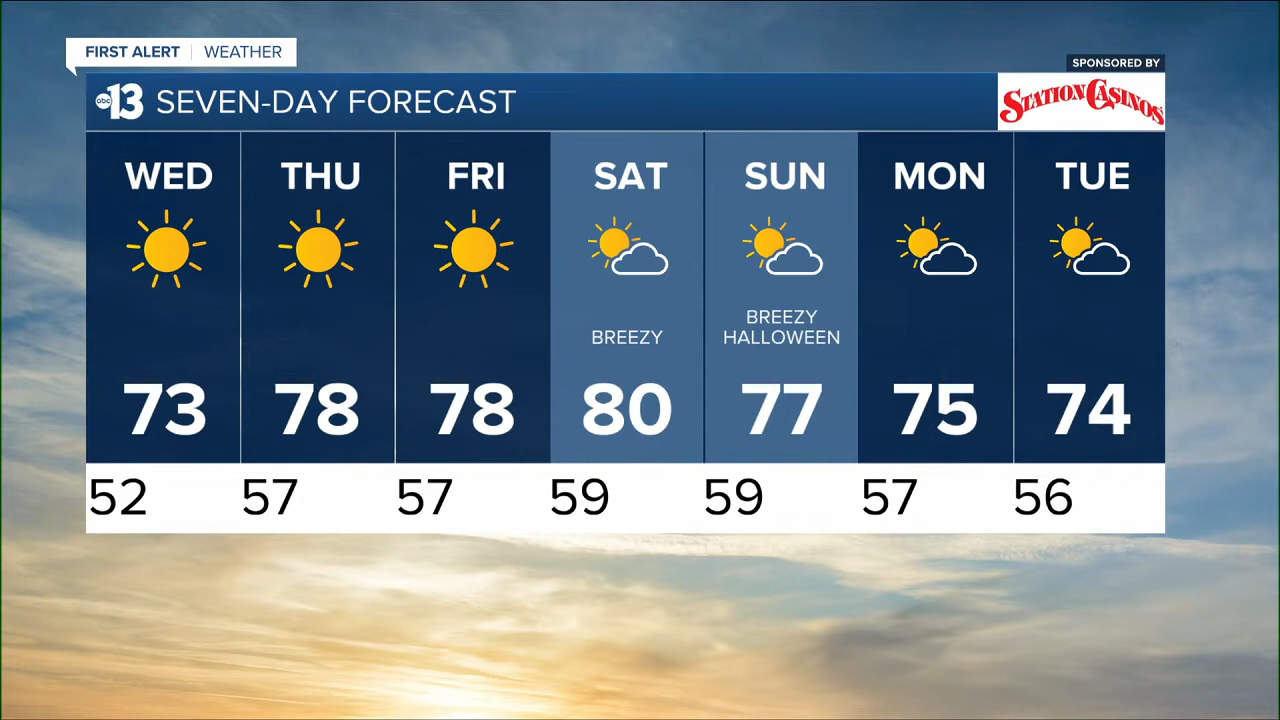 FIRST ALERT WEATHER
SPONSORED BY
abc 13 SEVEN-DAY FORECAST
STATION CASINOS
WED THU FRI SAT SUN MON TUE
BREEZY
BREEZY
HALLOWEEN
73 78 78 80 77 75 74
52 57 57 59 59 57 56